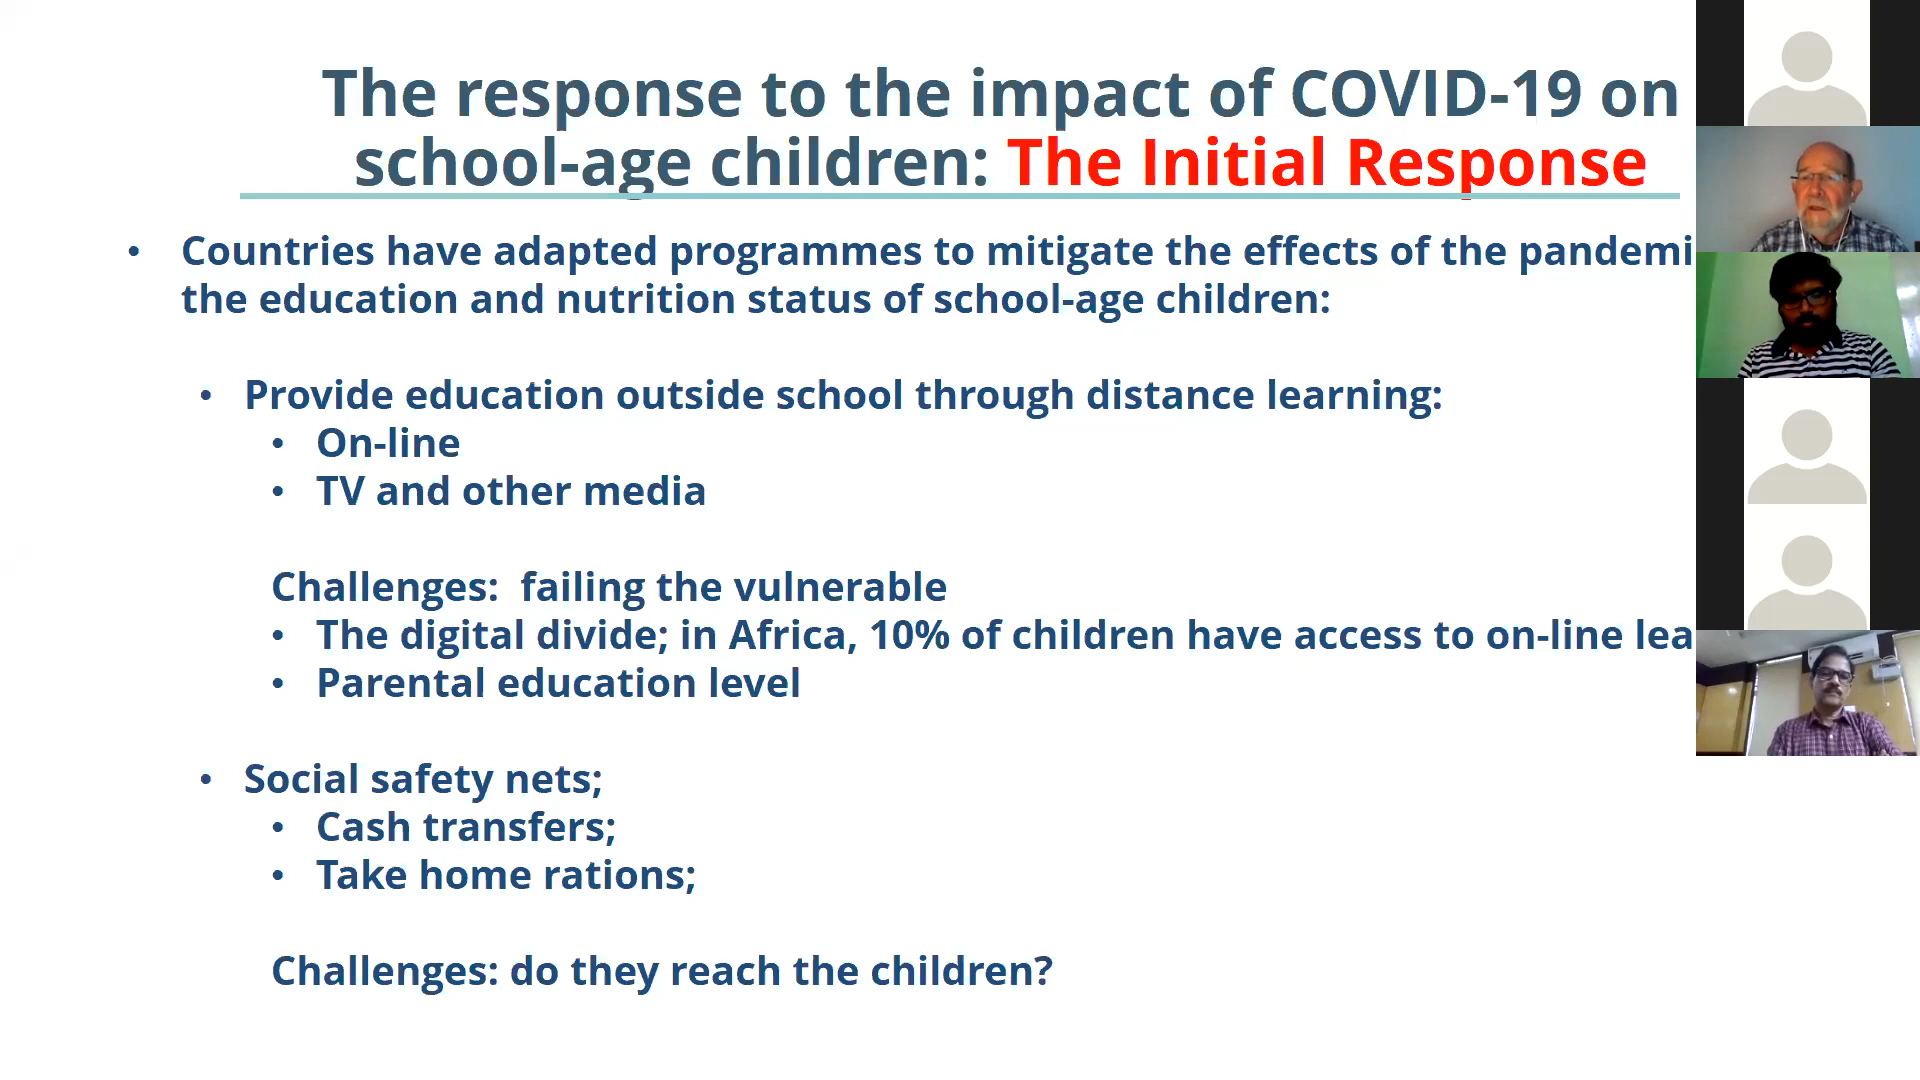 The response to the impact of COVID-19 on
school-age children: The Initial Response
• Countries have adapted programmes to mitigate the effects of the
the education and nutrition status of school-age children:
• Provide education outside school through distance learning:
• On-line
• TV and other media
Challenges: failing the vulnerable
• The digital divide; in Africa, 10% of children have access to on-line
• Parental education level
• Social safety nets;
• Cash transfers;
• Take home rations;
Challenges: do they reach the children?